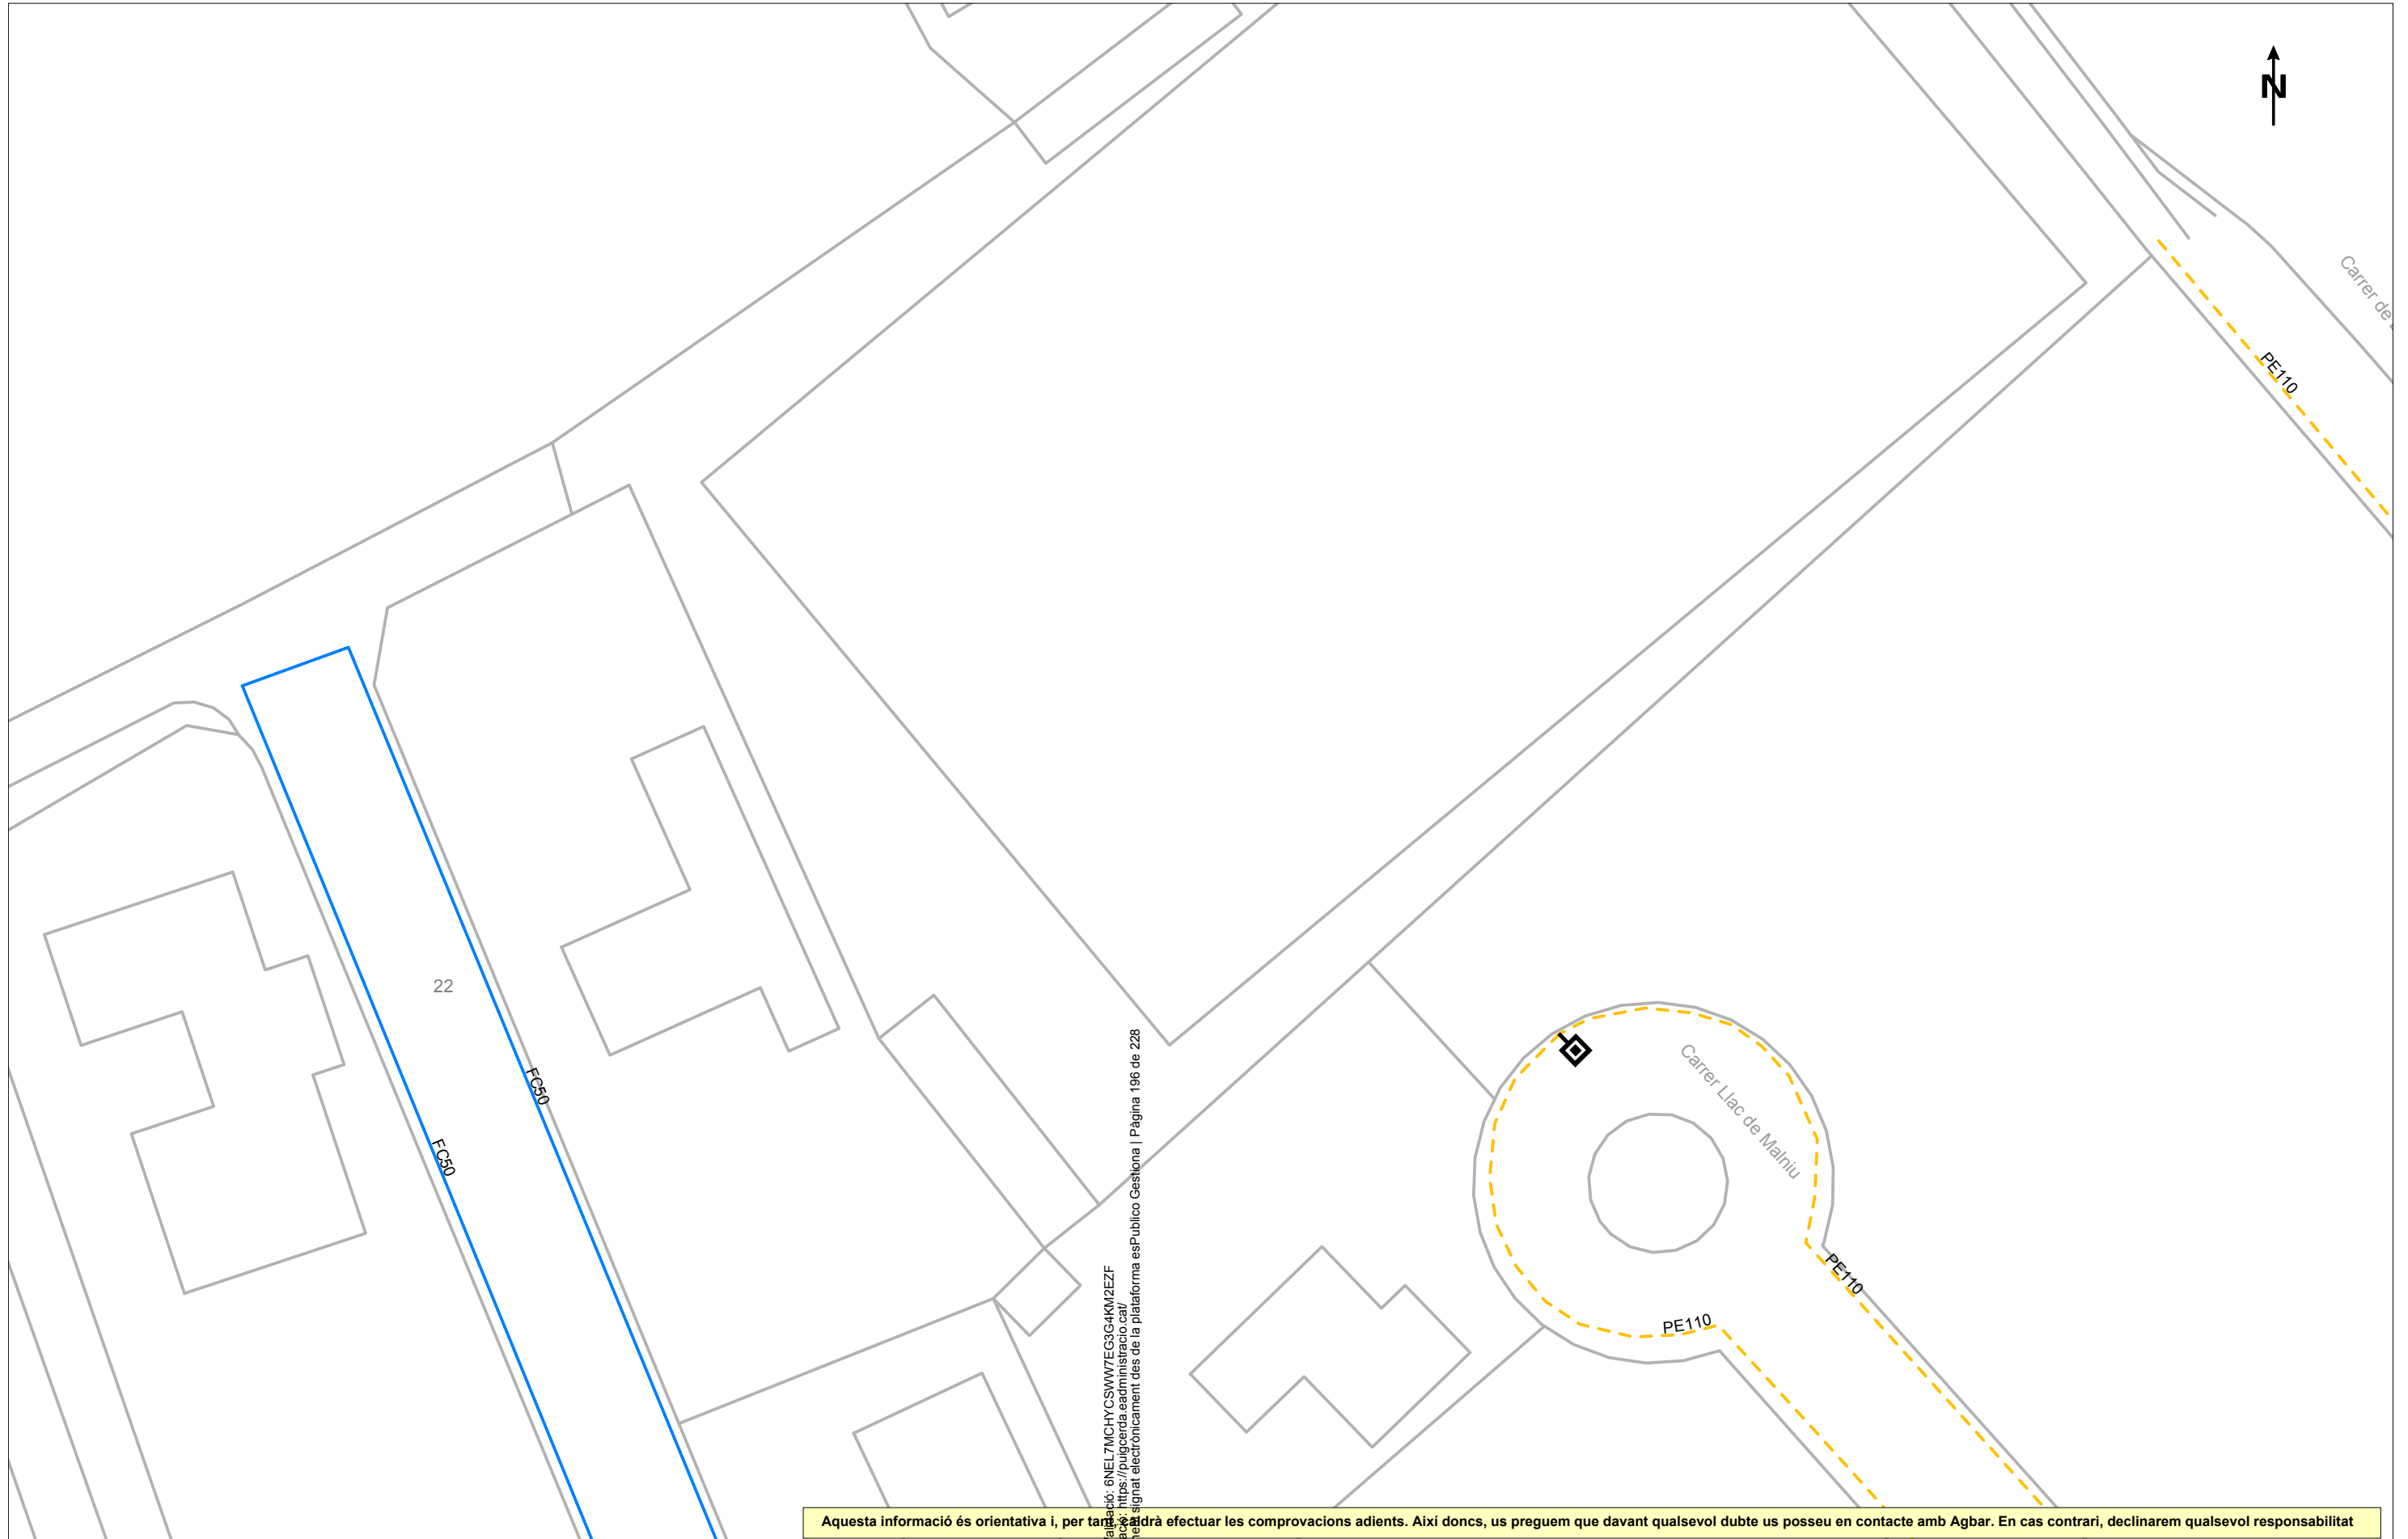 N
Carrer de
PE110
22
FC50
FC50
Carrer Llac de Malniu
PE110
PE110
6NEL7MCHYCSWW7EG3G4KM2EZF
https://puigcerda.eadministracio.cat/
signat electrònicament des de la plataforma esPublico Gestiona | Pàgina 196 de 228
Aquesta informació és orientativa i, per tant, caldrà efectuar les comprovacions adients. Així doncs, us preguem que davant qualsevol dubte us posseu en contacte amb Agbar. En cas contrari, declinarem qualsevol responsabilitat